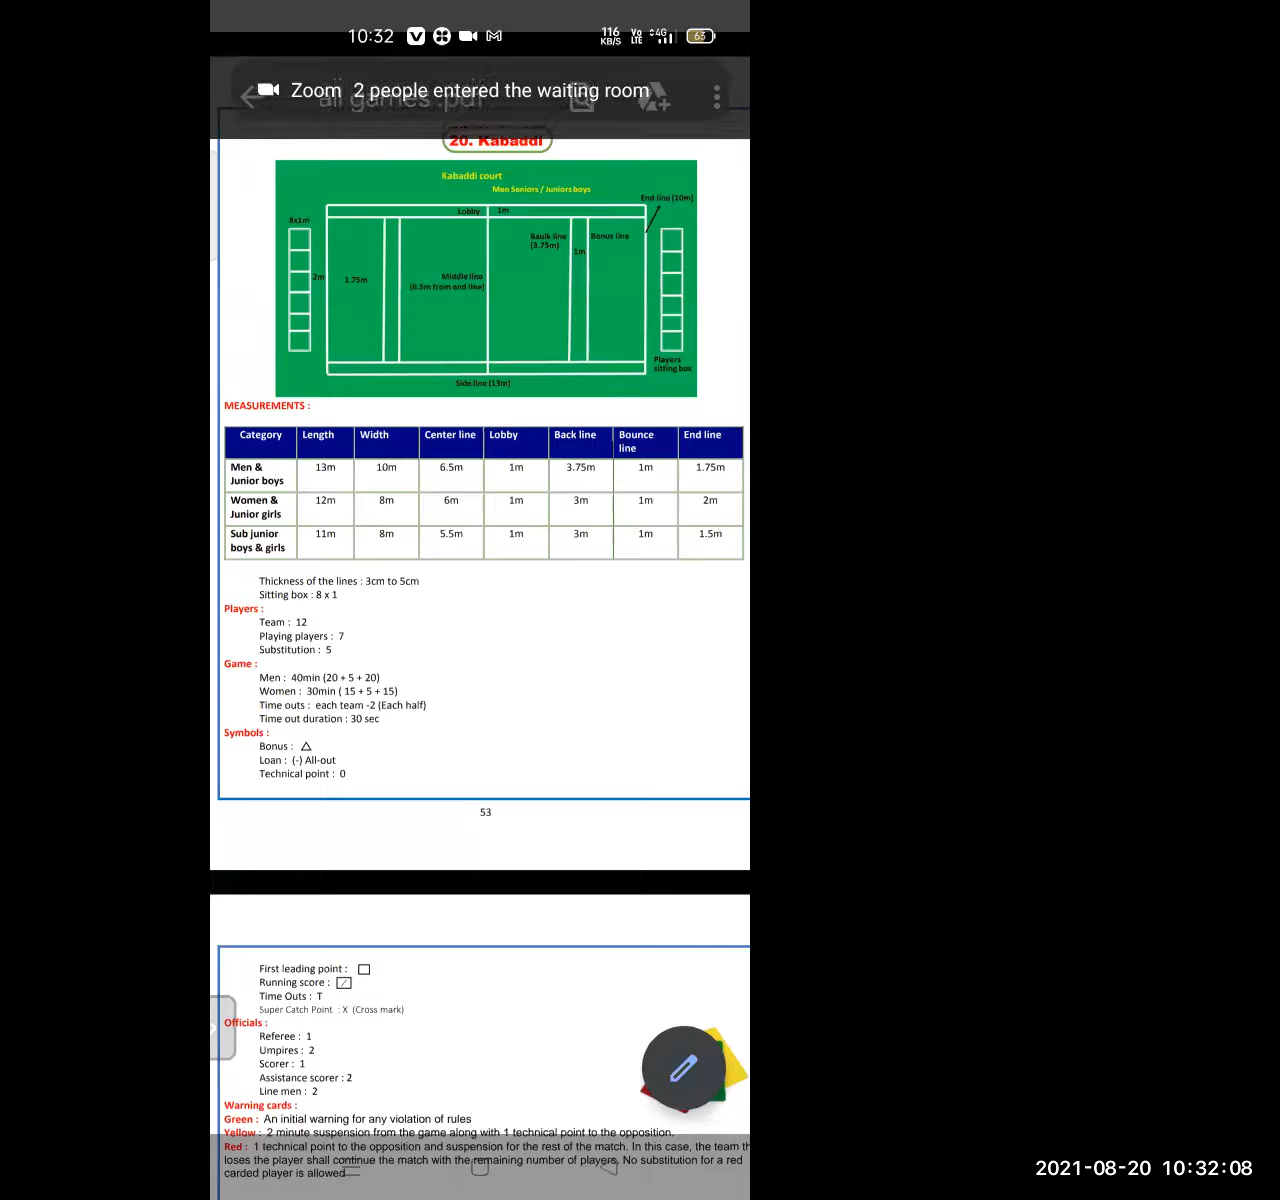 10:32
116 KB/S Vo LTE 4G 63
Zoom 2 people entered the waiting room
all games .pdf
20. Kabaddi
Kabaddi court
Men Seniors / Juniors boys
End line (10m)
Lobby 1m
8x1m
Baulk line (3.75m)
Bonus line
1m
2m
1.75m
Middle line
(6.5m from end line)
Players
sitting box
Side line (13m)
MEASUREMENTS :
Category Length Width Center line Lobby Back line Bounce line End line
Men & Junior boys 13m 10m 6.5m 1m 3.75m 1m 1.75m
Women & Junior girls 12m 8m 6m 1m 3m 1m 2m
Sub junior boys & girls 11m 8m 5.5m 1m 3m 1m 1.5m
Thickness of the lines : 3cm to 5cm
Sitting box : 8 x 1
Players :
Team : 12
Playing players : 7
Substitution : 5
Game :
Men : 40min (20 + 5 + 20)
Women : 30min ( 15 + 5 + 15)
Time outs : each team -2 (Each half)
Time out duration : 30 sec
Symbols :
Bonus : △
Loan : (-) All-out
Technical point : 0
53
First leading point :
Running score :
Time Outs : T
Super Catch Point : X (Cross mark)
Officials :
Referee : 1
Umpires : 2
Scorer : 1
Assistance scorer : 2
Line men : 2
Warning cards :
Green : An initial warning for any violation of rules
Yellow : 2 minute suspension from the game along with 1 technical point to the opposition.
Red : 1 technical point to the opposition and suspension for the rest of the match. In this case, the team th
loses the player shall continue the match with the remaining number of players. No substitution for a red
carded player is allowed
2021-08-20 10:32:08